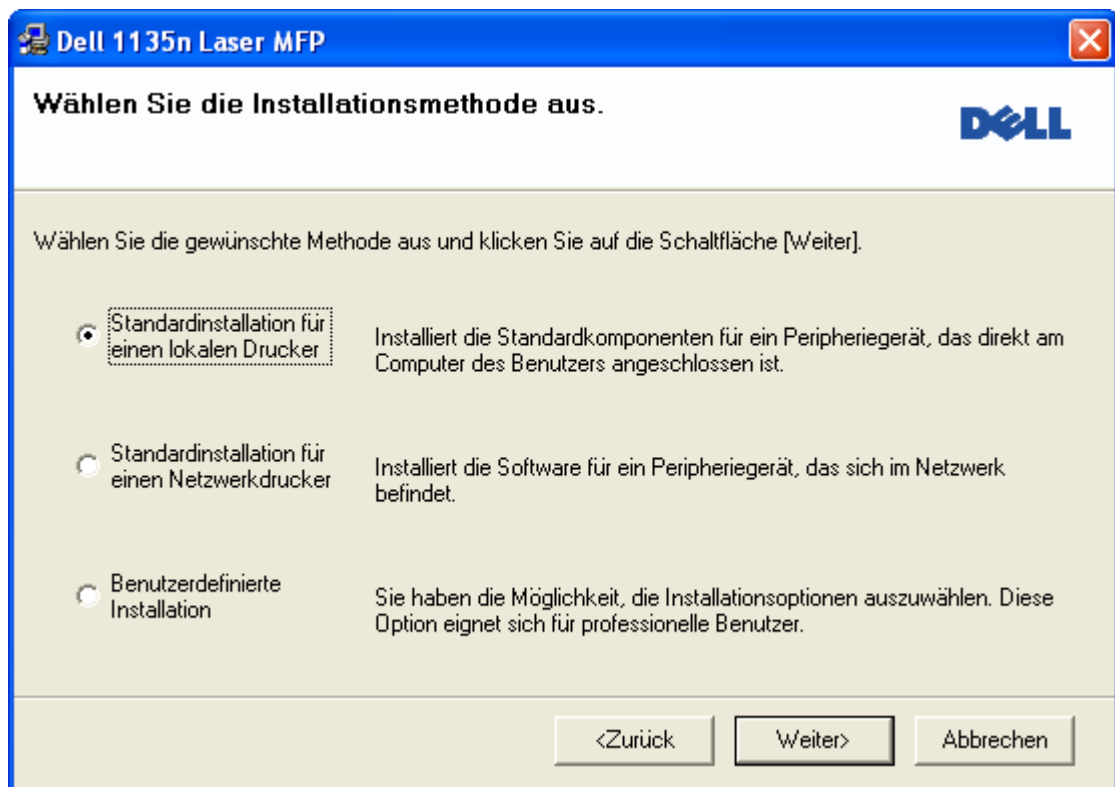 Dell 1135n Laser MFP
Wählen Sie die Installationsmethode aus.
DELL
Wählen Sie die gewünschte Methode aus und klicken Sie auf die Schaltfläche [Weiter].
Standardinstallation für
einen lokalen Drucker
Installiert die Standardkomponenten für ein Peripheriegerät, das direkt am
Computer des Benutzers angeschlossen ist.
Standardinstallation für
einen Netzwerkdrucker
Installiert die Software für ein Peripheriegerät, das sich im Netzwerk
befindet.
Benutzerdefinierte
Installation
Sie haben die Möglichkeit, die Installationsoptionen auszuwählen. Diese
Option eignet sich für professionelle Benutzer.
<Zurück
Weiter>
Abbrechen